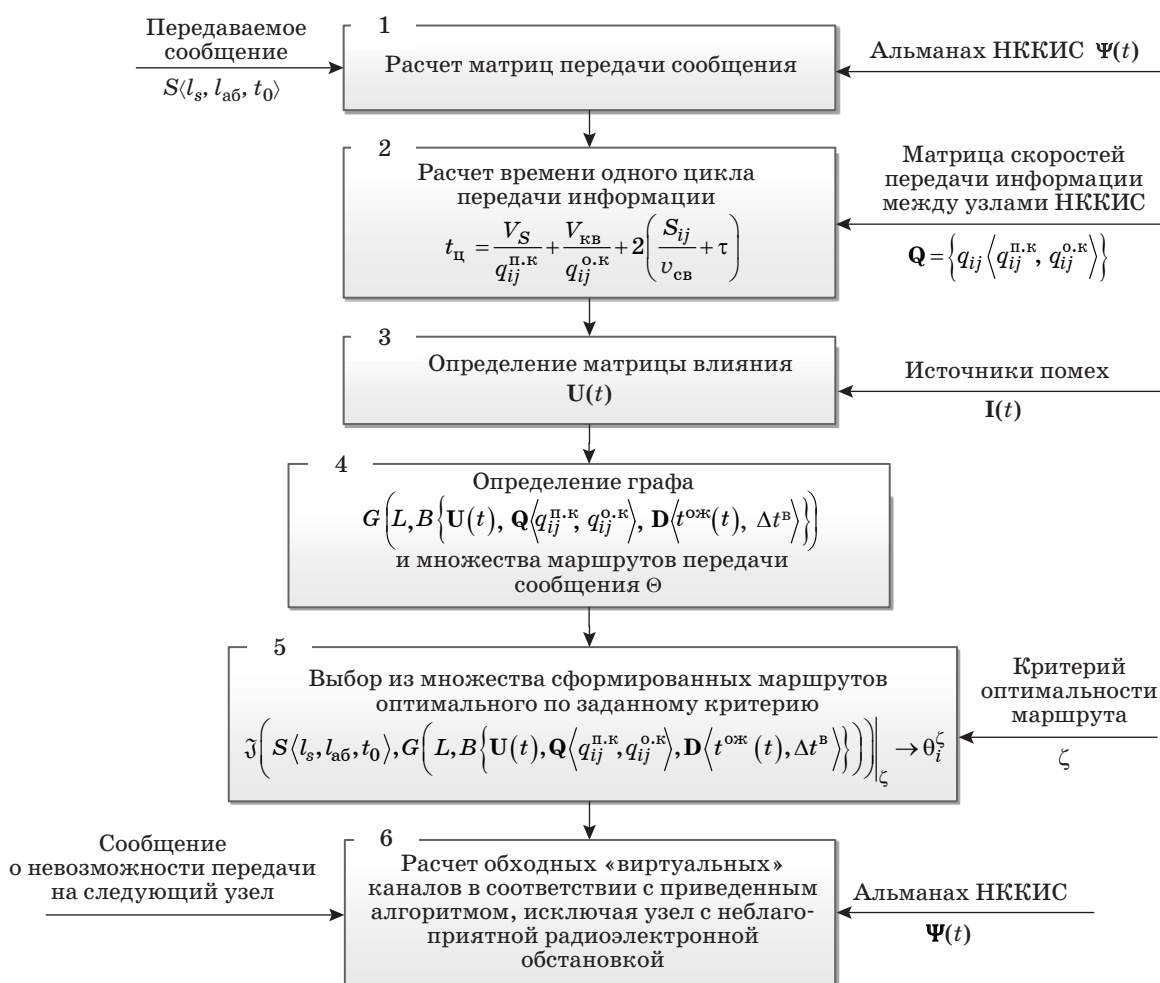 Передаваемое
сообщение
S⟨lₛ, l_аб, t₀⟩
1
Расчет матриц передачи сообщения
Альманах НККИС Ψ(t)
2
Расчет времени одного цикла
передачи информации
t_ц = V_S/q_ij^п.к + V_кв/q_ij^о.к + 2(S_ij/v_св + τ)
Матрица скоростей
передачи информации
между узлами НККИС
Q = {q_ij ⟨q_ij^п.к, q_ij^о.к⟩}
3
Определение матрицы влияния
U(t)
Источники помех
I(t)
4
Определение графа
G(L, B{U(t), Q⟨q_ij^п.к, q_ij^о.к⟩, D⟨t^ож(t), Δt^в⟩})
и множества маршрутов передачи
сообщения Θ
5
Выбор из множества сформированных маршрутов
оптимального по заданному критерию
ℑ(S⟨lₛ, l_аб, t₀⟩, G(L, B{U(t), Q⟨q_ij^п.к, q_ij^о.к⟩, D⟨t^ож(t), Δt^в⟩}))|_ζ → θ_i^ζ
Критерий
оптимальности
маршрута
ζ
Сообщение
о невозможности передачи
на следующий узел
6
Расчет обходных «виртуальных»
каналов в соответствии с приведенным
алгоритмом, исключая узел с неблаго-
приятной радиоэлектронной
обстановкой
Альманах НККИС
Ψ(t)